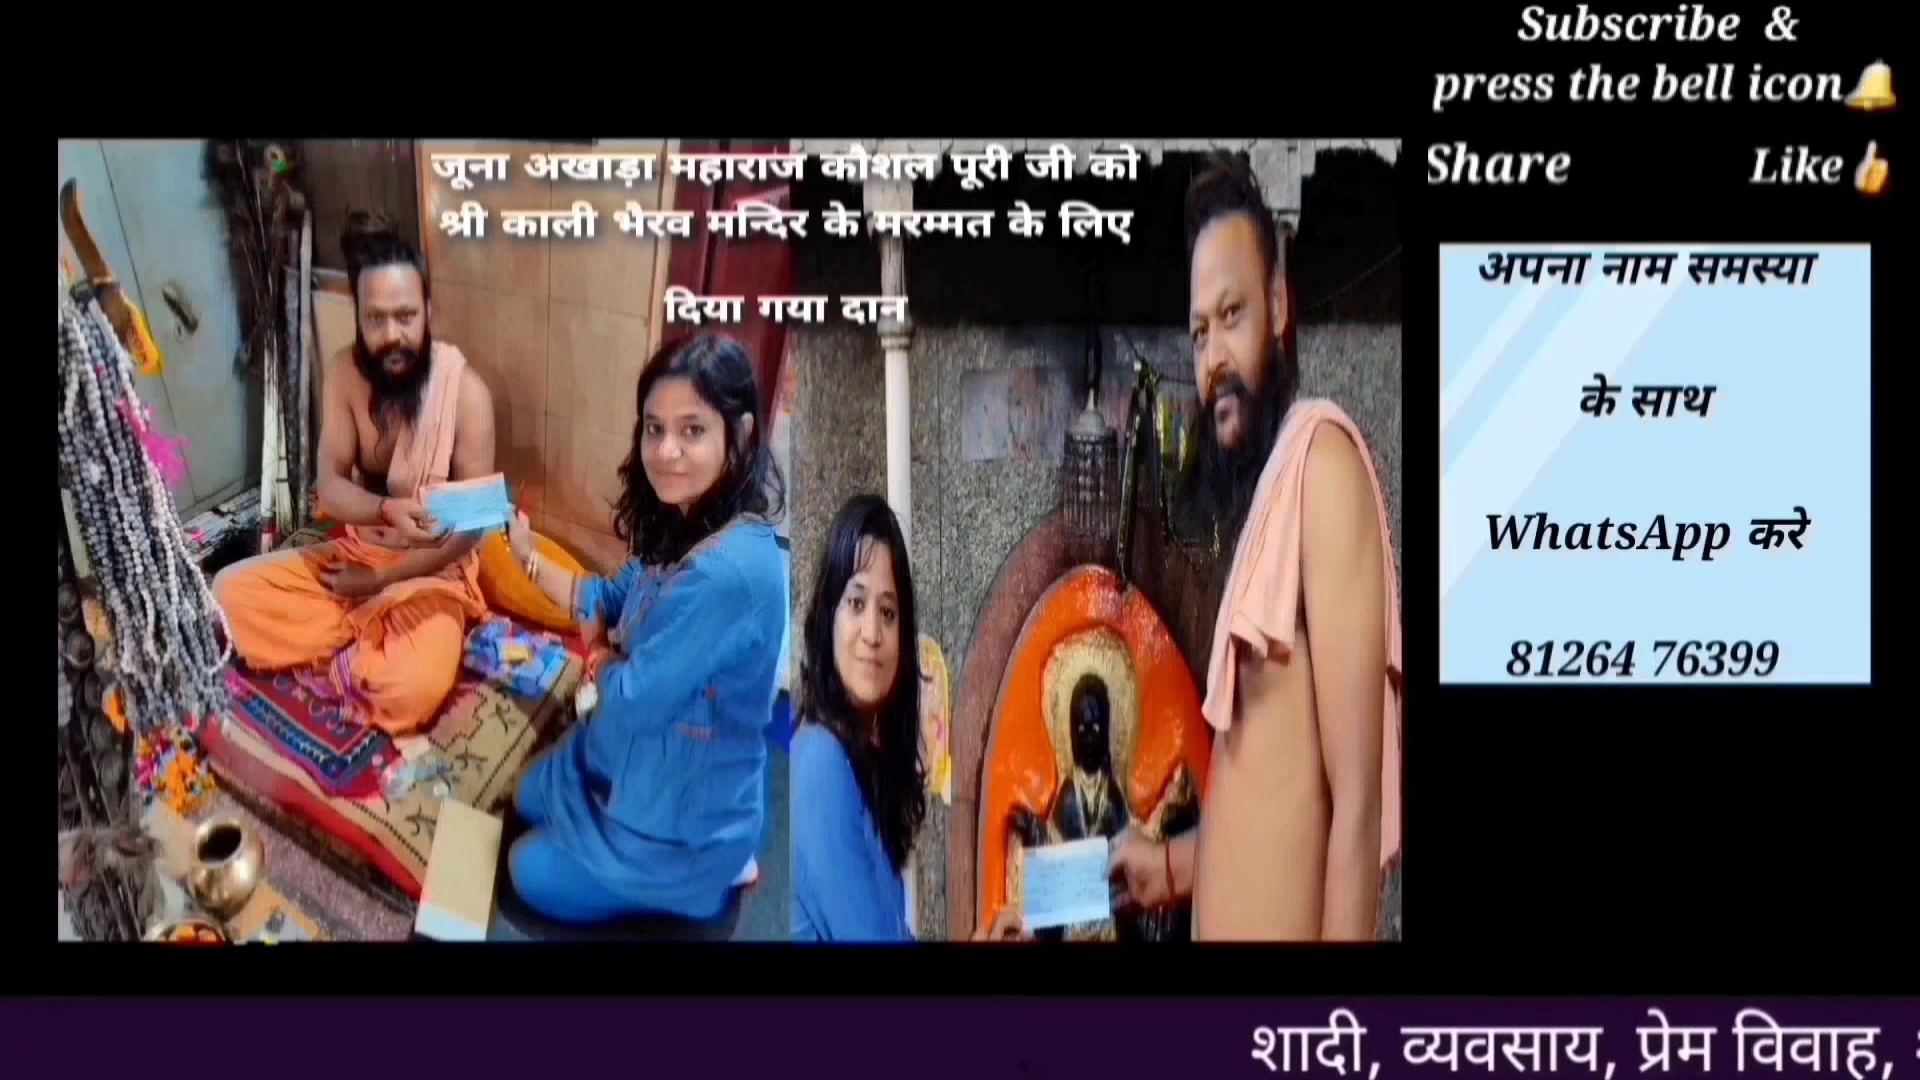 Subscribe &
press the bell icon🔔
Share Like👍
जूना अखाड़ा महाराज कौशल पूरी जी को
श्री काली भैरव मन्दिर के मरम्मत के लिए
दिया गया दान
अपना नाम समस्या
के साथ
WhatsApp करे
81264 76399
शादी, व्यवसाय, प्रेम विवाह,